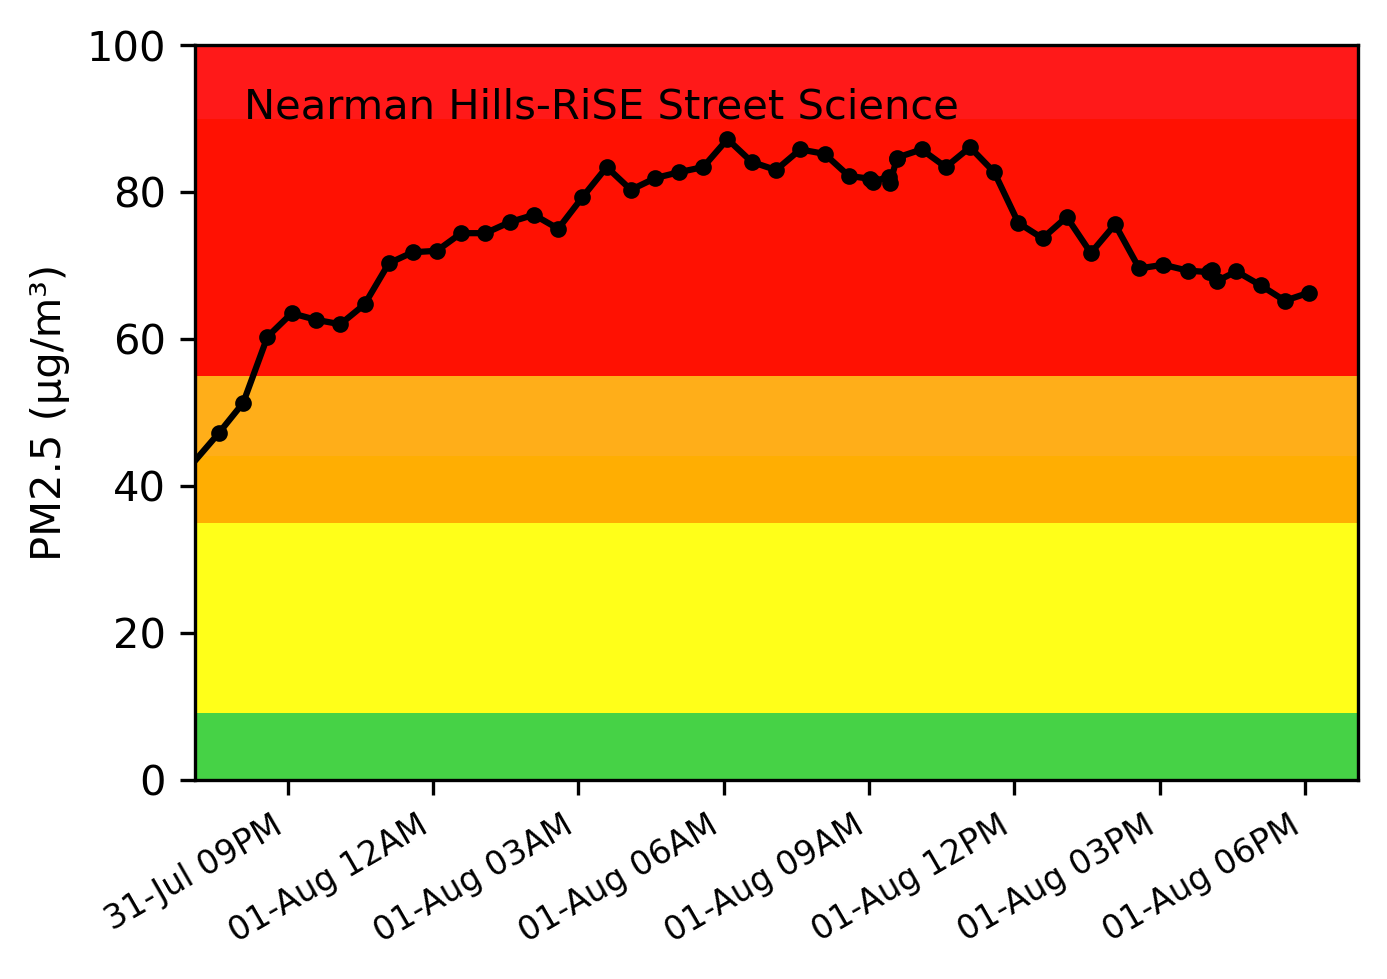 Nearman Hills-RiSE Street Science
PM2.5 (µg/m³)
100
80
60
40
20
0
31-Jul 09PM
01-Aug 12AM
01-Aug 03AM
01-Aug 06AM
01-Aug 09AM
01-Aug 12PM
01-Aug 03PM
01-Aug 06PM